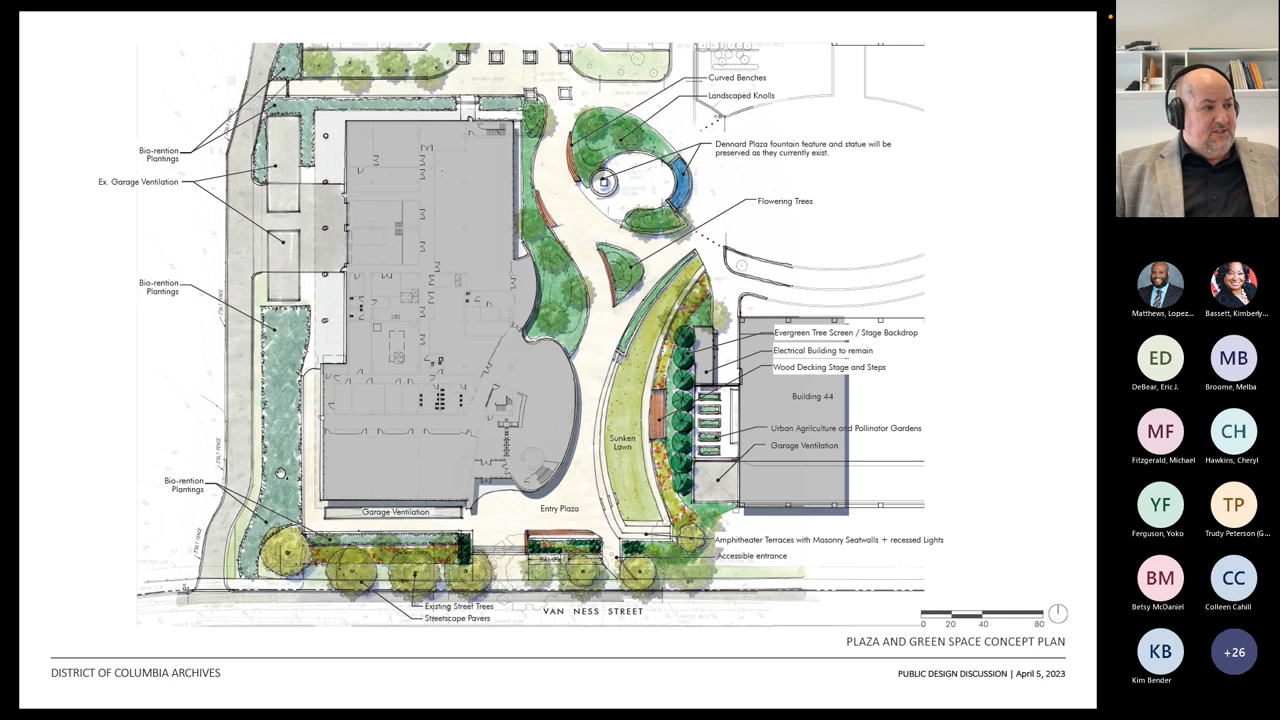 Curved Benches
Landscaped Knolls
Bio-rention
Plantings
Dennard Plaza fountain feature and statue will be
preserved as they currently exist.
Ex. Garage Ventilation
Flowering Trees
Bio-rention
Plantings
Evergreen Tree Screen / Stage Backdrop
Electrical Building to remain
Wood Decking Stage and Steps
Building 44
Urban Agrilculture and Pollinator Gardens
Sunken
Lawn
Garage Ventilation
Bio-rention
Plantings
Garage Ventilation
Entry Plaza
Amphitheater Terraces with Masonry Seatwalls + recessed Lights
Accessible entrance
Existing Street Trees
Streetscape Pavers
VAN NESS STREET
0 20 40 80
PLAZA AND GREEN SPACE CONCEPT PLAN
DISTRICT OF COLUMBIA ARCHIVES
PUBLIC DESIGN DISCUSSION | April 5, 2023
Matthews, Lopez...
Bassett, Kimberly...
ED
MB
DeBear, Eric J.
Broome, Melba
MF
CH
Fitzgerald, Michael
Hawkins, Cheryl
YF
TP
Ferguson, Yoko
Trudy Peterson (G...
BM
CC
Betsy McDaniel
Colleen Cahill
KB
+26
Kim Bender